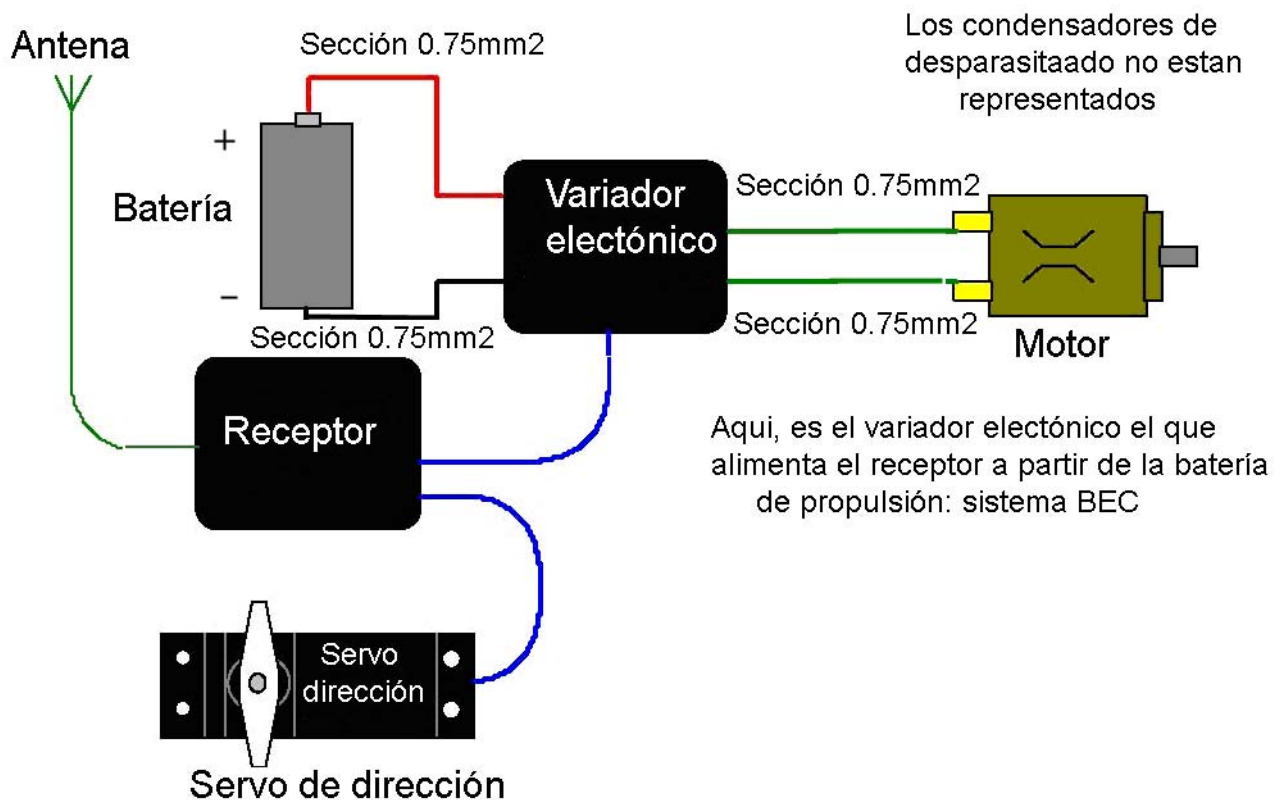 Antena
Sección 0.75mm2
Los condensadores de
desparasitaado no estan
representados
+
Batería
–
Sección 0.75mm2
Variador
electónico
Sección 0.75mm2
Sección 0.75mm2
Motor
Receptor
Aqui, es el variador electónico el que
alimenta el receptor a partir de la batería
de propulsión: sistema BEC
Servo
dirección
Servo de dirección